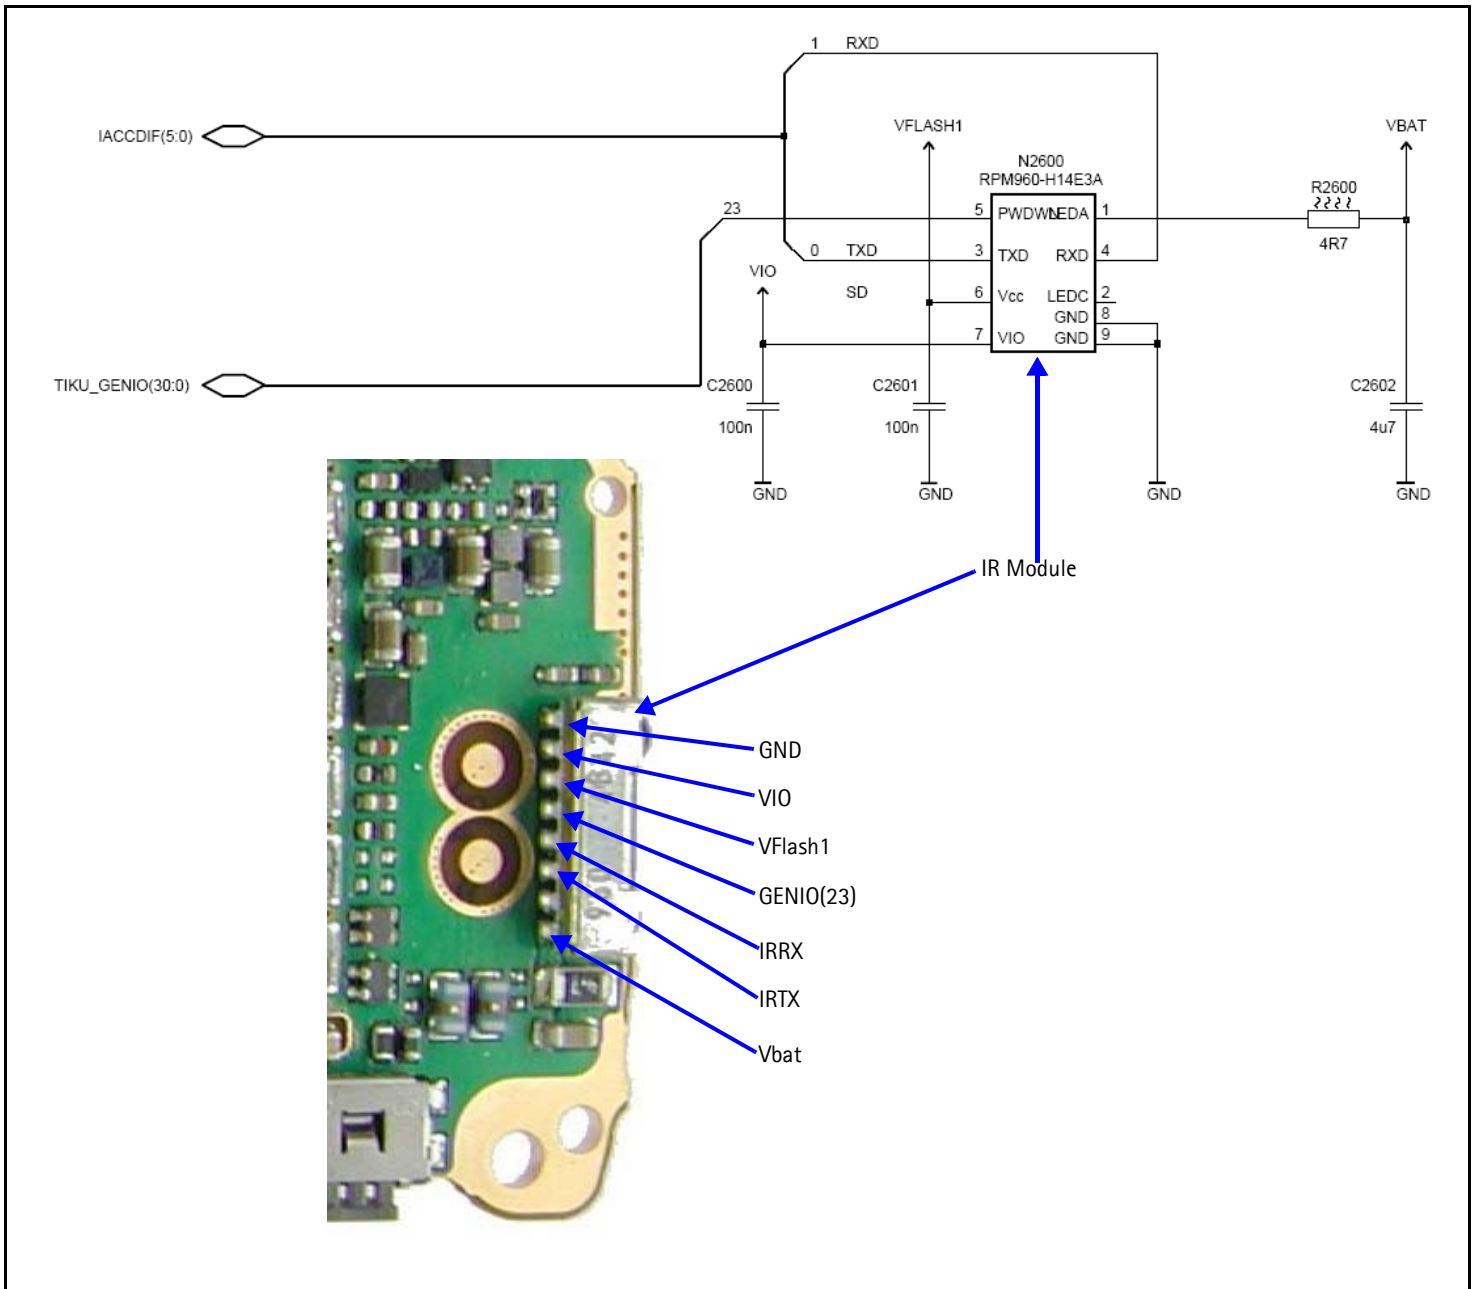 1 RXD
IACCDIF(5:0)
VFLASH1
VBAT
N2600
RPM960-H14E3A
R2600
4R7
23
5 PWDWN LEDA 1
0 TXD
3 TXD RXD 4
VIO
SD
6 Vcc LEDC 2
GND 8
7 VIO GND 9
TIKU_GENIO(30:0)
C2600
100n
C2601
100n
C2602
4u7
GND
GND
GND
GND
IR Module
GND
VIO
VFlash1
GENIO(23)
IRRX
IRTX
Vbat